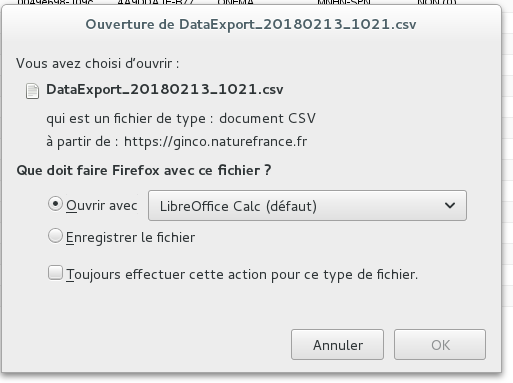 Ouverture de DataExport_20180213_1021.csv
Vous avez choisi d'ouvrir :
DataExport_20180213_1021.csv
qui est un fichier de type : document CSV
à partir de : https://ginco.naturefrance.fr
Que doit faire Firefox avec ce fichier ?
Ouvrir avec LibreOffice Calc (défaut)
Enregistrer le fichier
Toujours effectuer cette action pour ce type de fichier.
Annuler OK